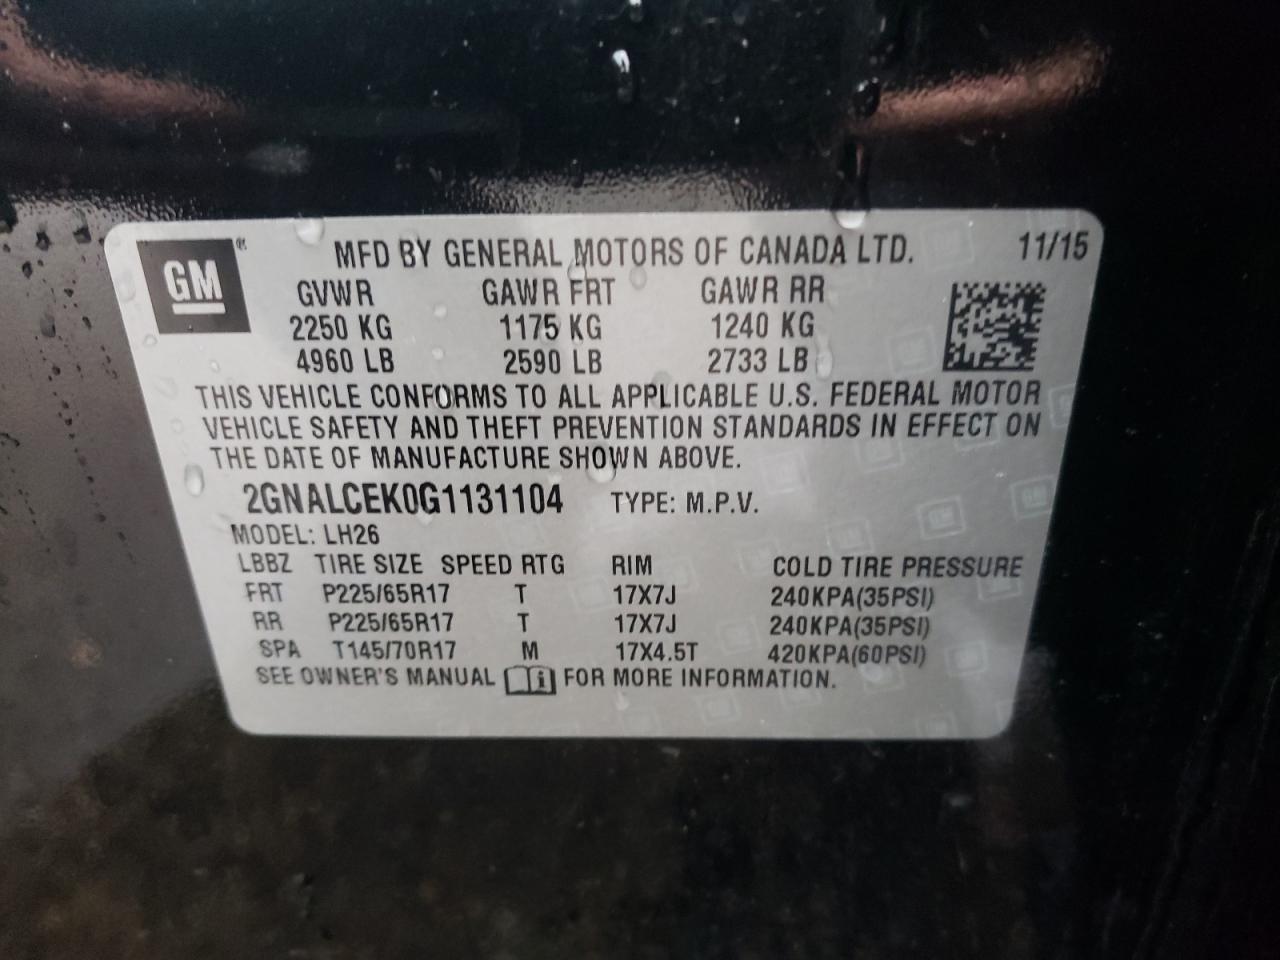 GM®
MFD BY GENERAL MOTORS OF CANADA LTD. 11/15
GVWR GAWR FRT GAWR RR
2250 KG 1175 KG 1240 KG
4960 LB 2590 LB 2733 LB
THIS VEHICLE CONFORMS TO ALL APPLICABLE U.S. FEDERAL MOTOR
VEHICLE SAFETY AND THEFT PREVENTION STANDARDS IN EFFECT ON
THE DATE OF MANUFACTURE SHOWN ABOVE.
2GNALCEK0G1131104 TYPE: M.P.V.
MODEL: LH26
LBBZ TIRE SIZE SPEED RTG RIM COLD TIRE PRESSURE
FRT P225/65R17 T 17X7J 240KPA(35PSI)
RR P225/65R17 T 17X7J 240KPA(35PSI)
SPA T145/70R17 M 17X4.5T 420KPA(60PSI)
SEE OWNER'S MANUAL i FOR MORE INFORMATION.